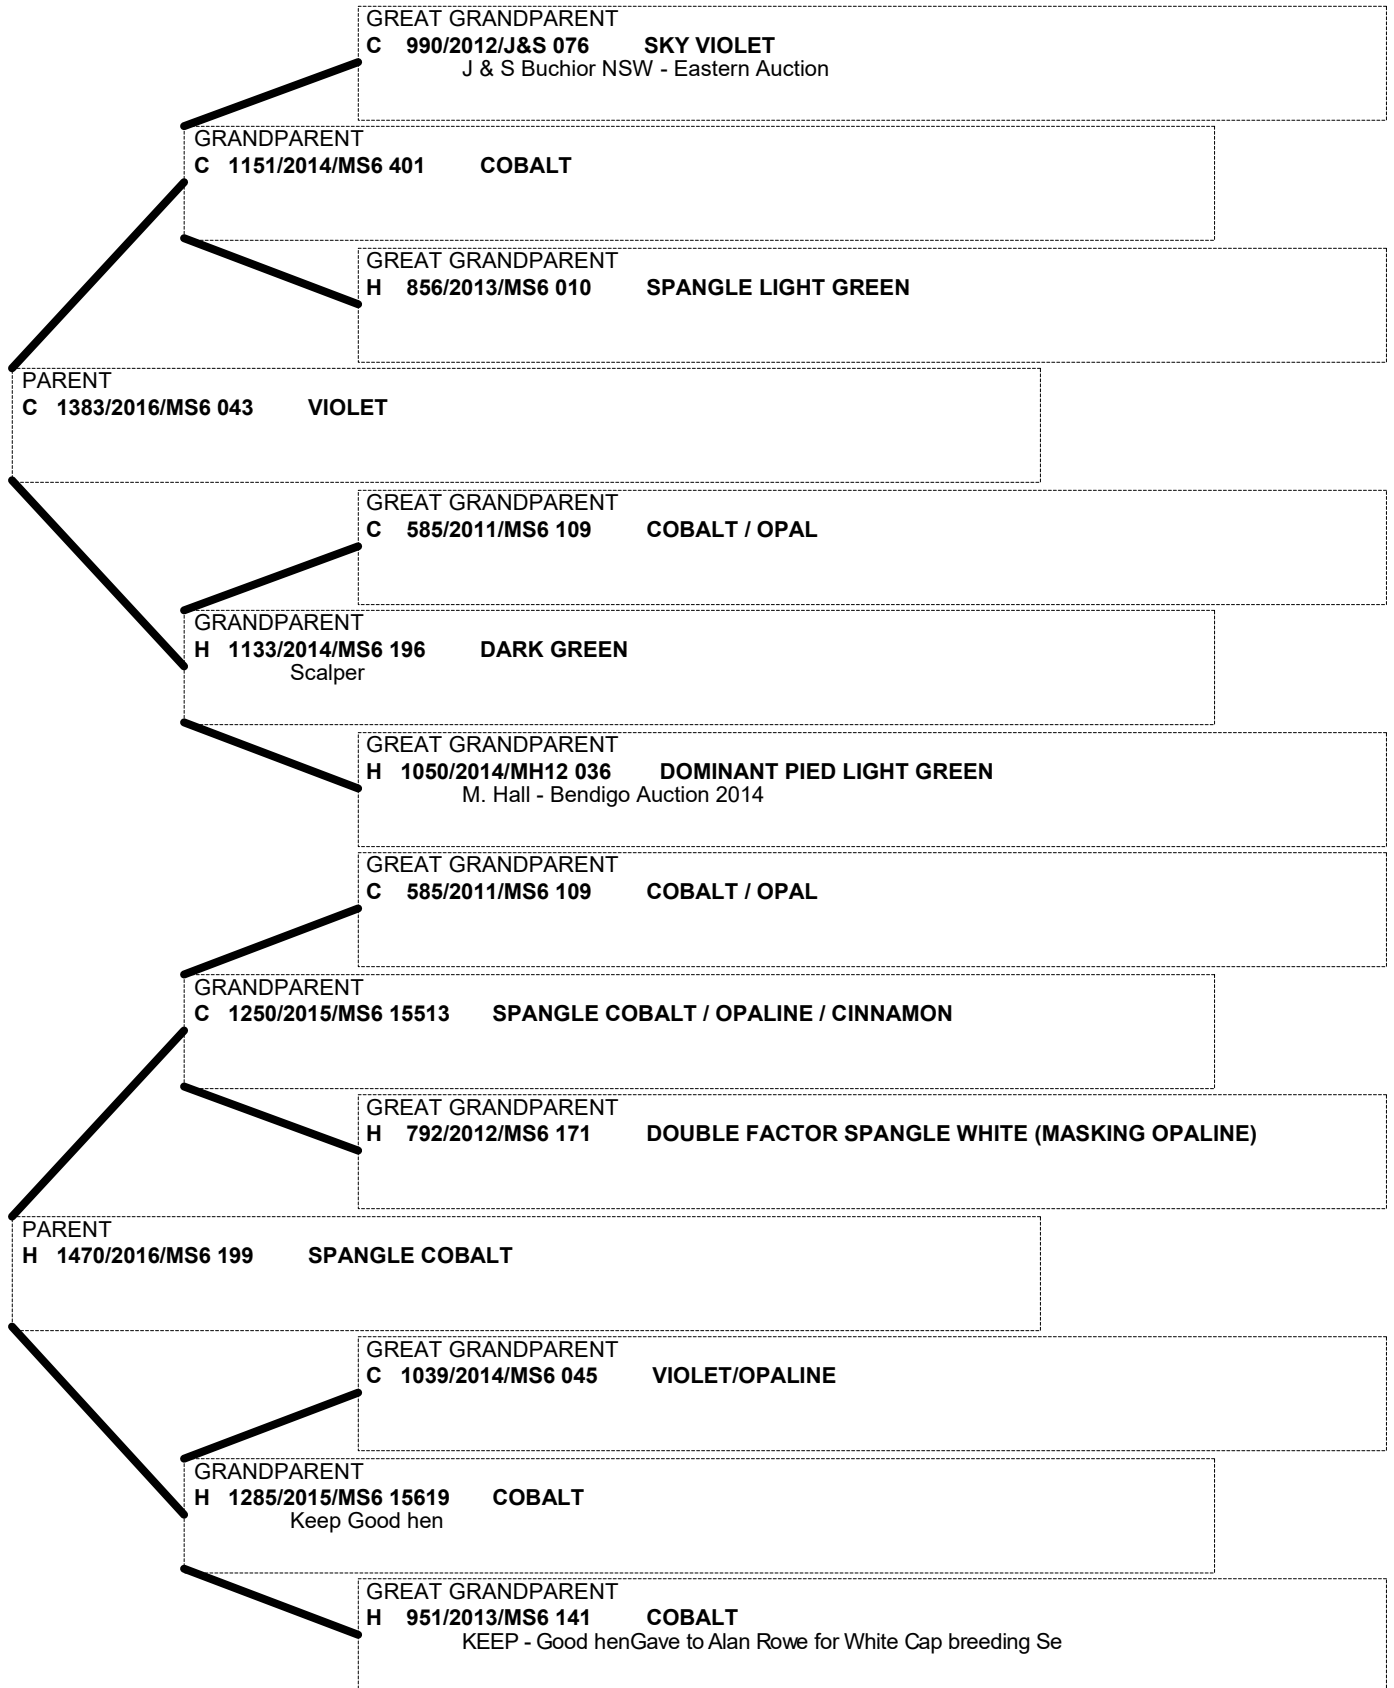 GREAT GRANDPARENT
C 990/2012/J&S 076 SKY VIOLET
J & S Buchior NSW - Eastern Auction
GRANDPARENT
C 1151/2014/MS6 401 COBALT
GREAT GRANDPARENT
H 856/2013/MS6 010 SPANGLE LIGHT GREEN
PARENT
C 1383/2016/MS6 043 VIOLET
GREAT GRANDPARENT
C 585/2011/MS6 109 COBALT / OPAL
GRANDPARENT
H 1133/2014/MS6 196 DARK GREEN
Scalper
GREAT GRANDPARENT
H 1050/2014/MH12 036 DOMINANT PIED LIGHT GREEN
M. Hall - Bendigo Auction 2014
GREAT GRANDPARENT
C 585/2011/MS6 109 COBALT / OPAL
GRANDPARENT
C 1250/2015/MS6 15513 SPANGLE COBALT / OPALINE / CINNAMON
GREAT GRANDPARENT
H 792/2012/MS6 171 DOUBLE FACTOR SPANGLE WHITE (MASKING OPALINE)
PARENT
H 1470/2016/MS6 199 SPANGLE COBALT
GREAT GRANDPARENT
C 1039/2014/MS6 045 VIOLET/OPALINE
GRANDPARENT
H 1285/2015/MS6 15619 COBALT
Keep Good hen
GREAT GRANDPARENT
H 951/2013/MS6 141 COBALT
KEEP - Good henGave to Alan Rowe for White Cap breeding Se